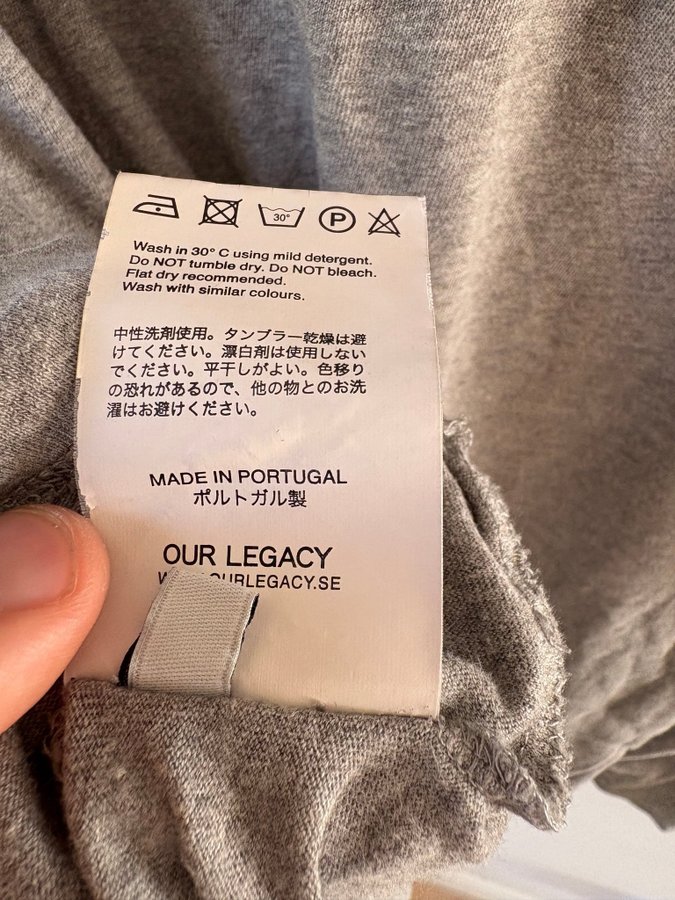 30°
P
Wash in 30° C using mild detergent.
Do NOT tumble dry. Do NOT bleach.
Flat dry recommended.
Wash with similar colours.
中性洗剤使用。タンブラー乾燥は避
けてください。漂白剤は使用しない
でください。平干しがよい。色移り
の恐れがあるので、他の物とのお洗
濯はお避けください。
MADE IN PORTUGAL
ポルトガル製
OUR LEGACY
OURLEGACY.SE